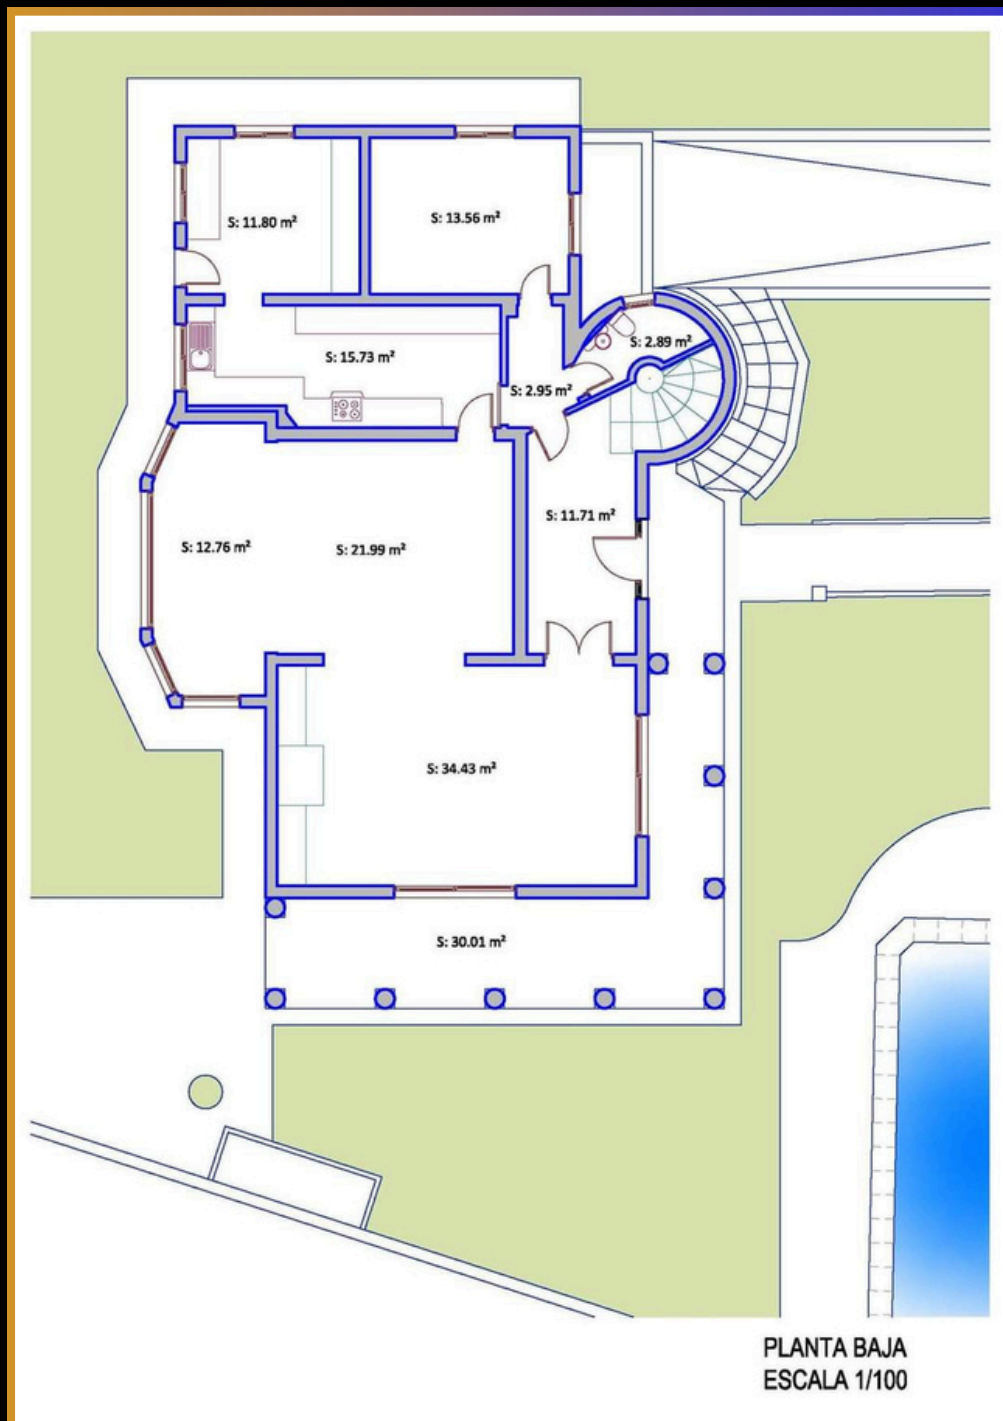 S: 11.80 m²
S: 13.56 m²
S: 15.73 m²
S: 2.89 m²
S: 2.95 m²
S: 12.76 m²
S: 21.99 m²
S: 11.71 m²
S: 34.43 m²
S: 30.01 m²
PLANTA BAJA
ESCALA 1/100